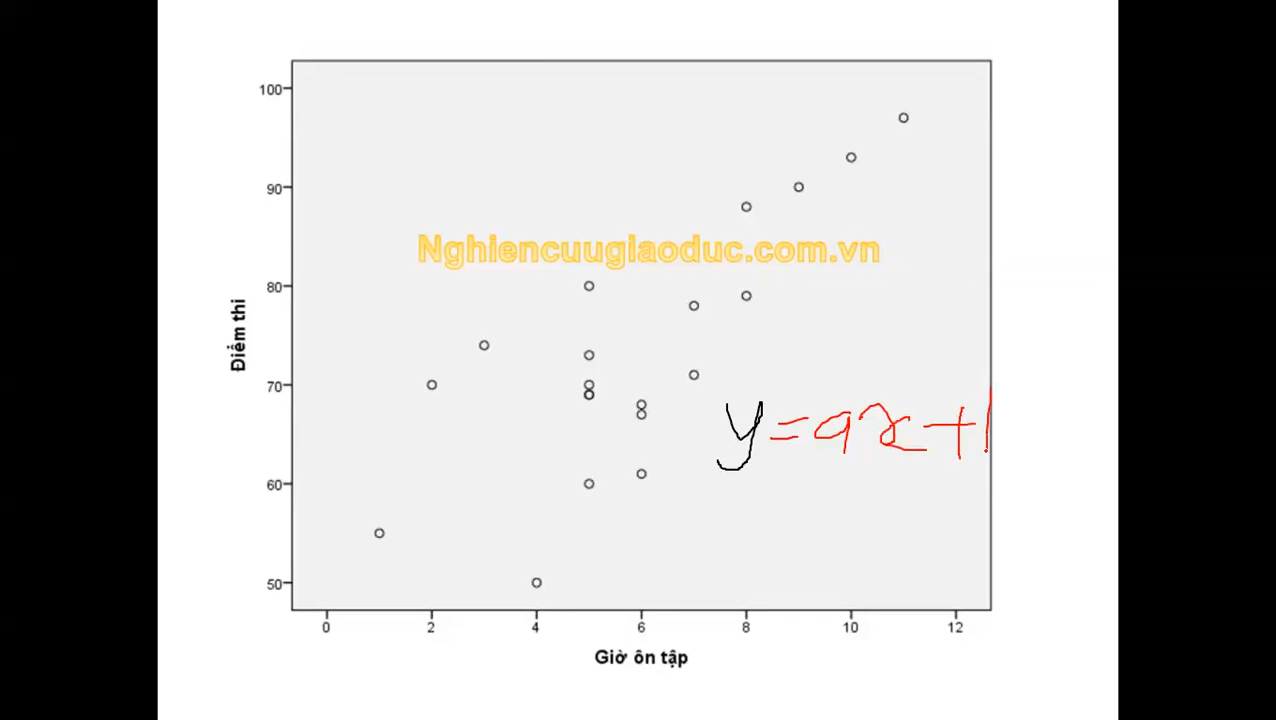 100
90
Nghiencuugiaoduc.com.vn
80
Điểm thi
70
y=ax+
60
50
0 2 4 6 8 10 12
Giờ ôn tập